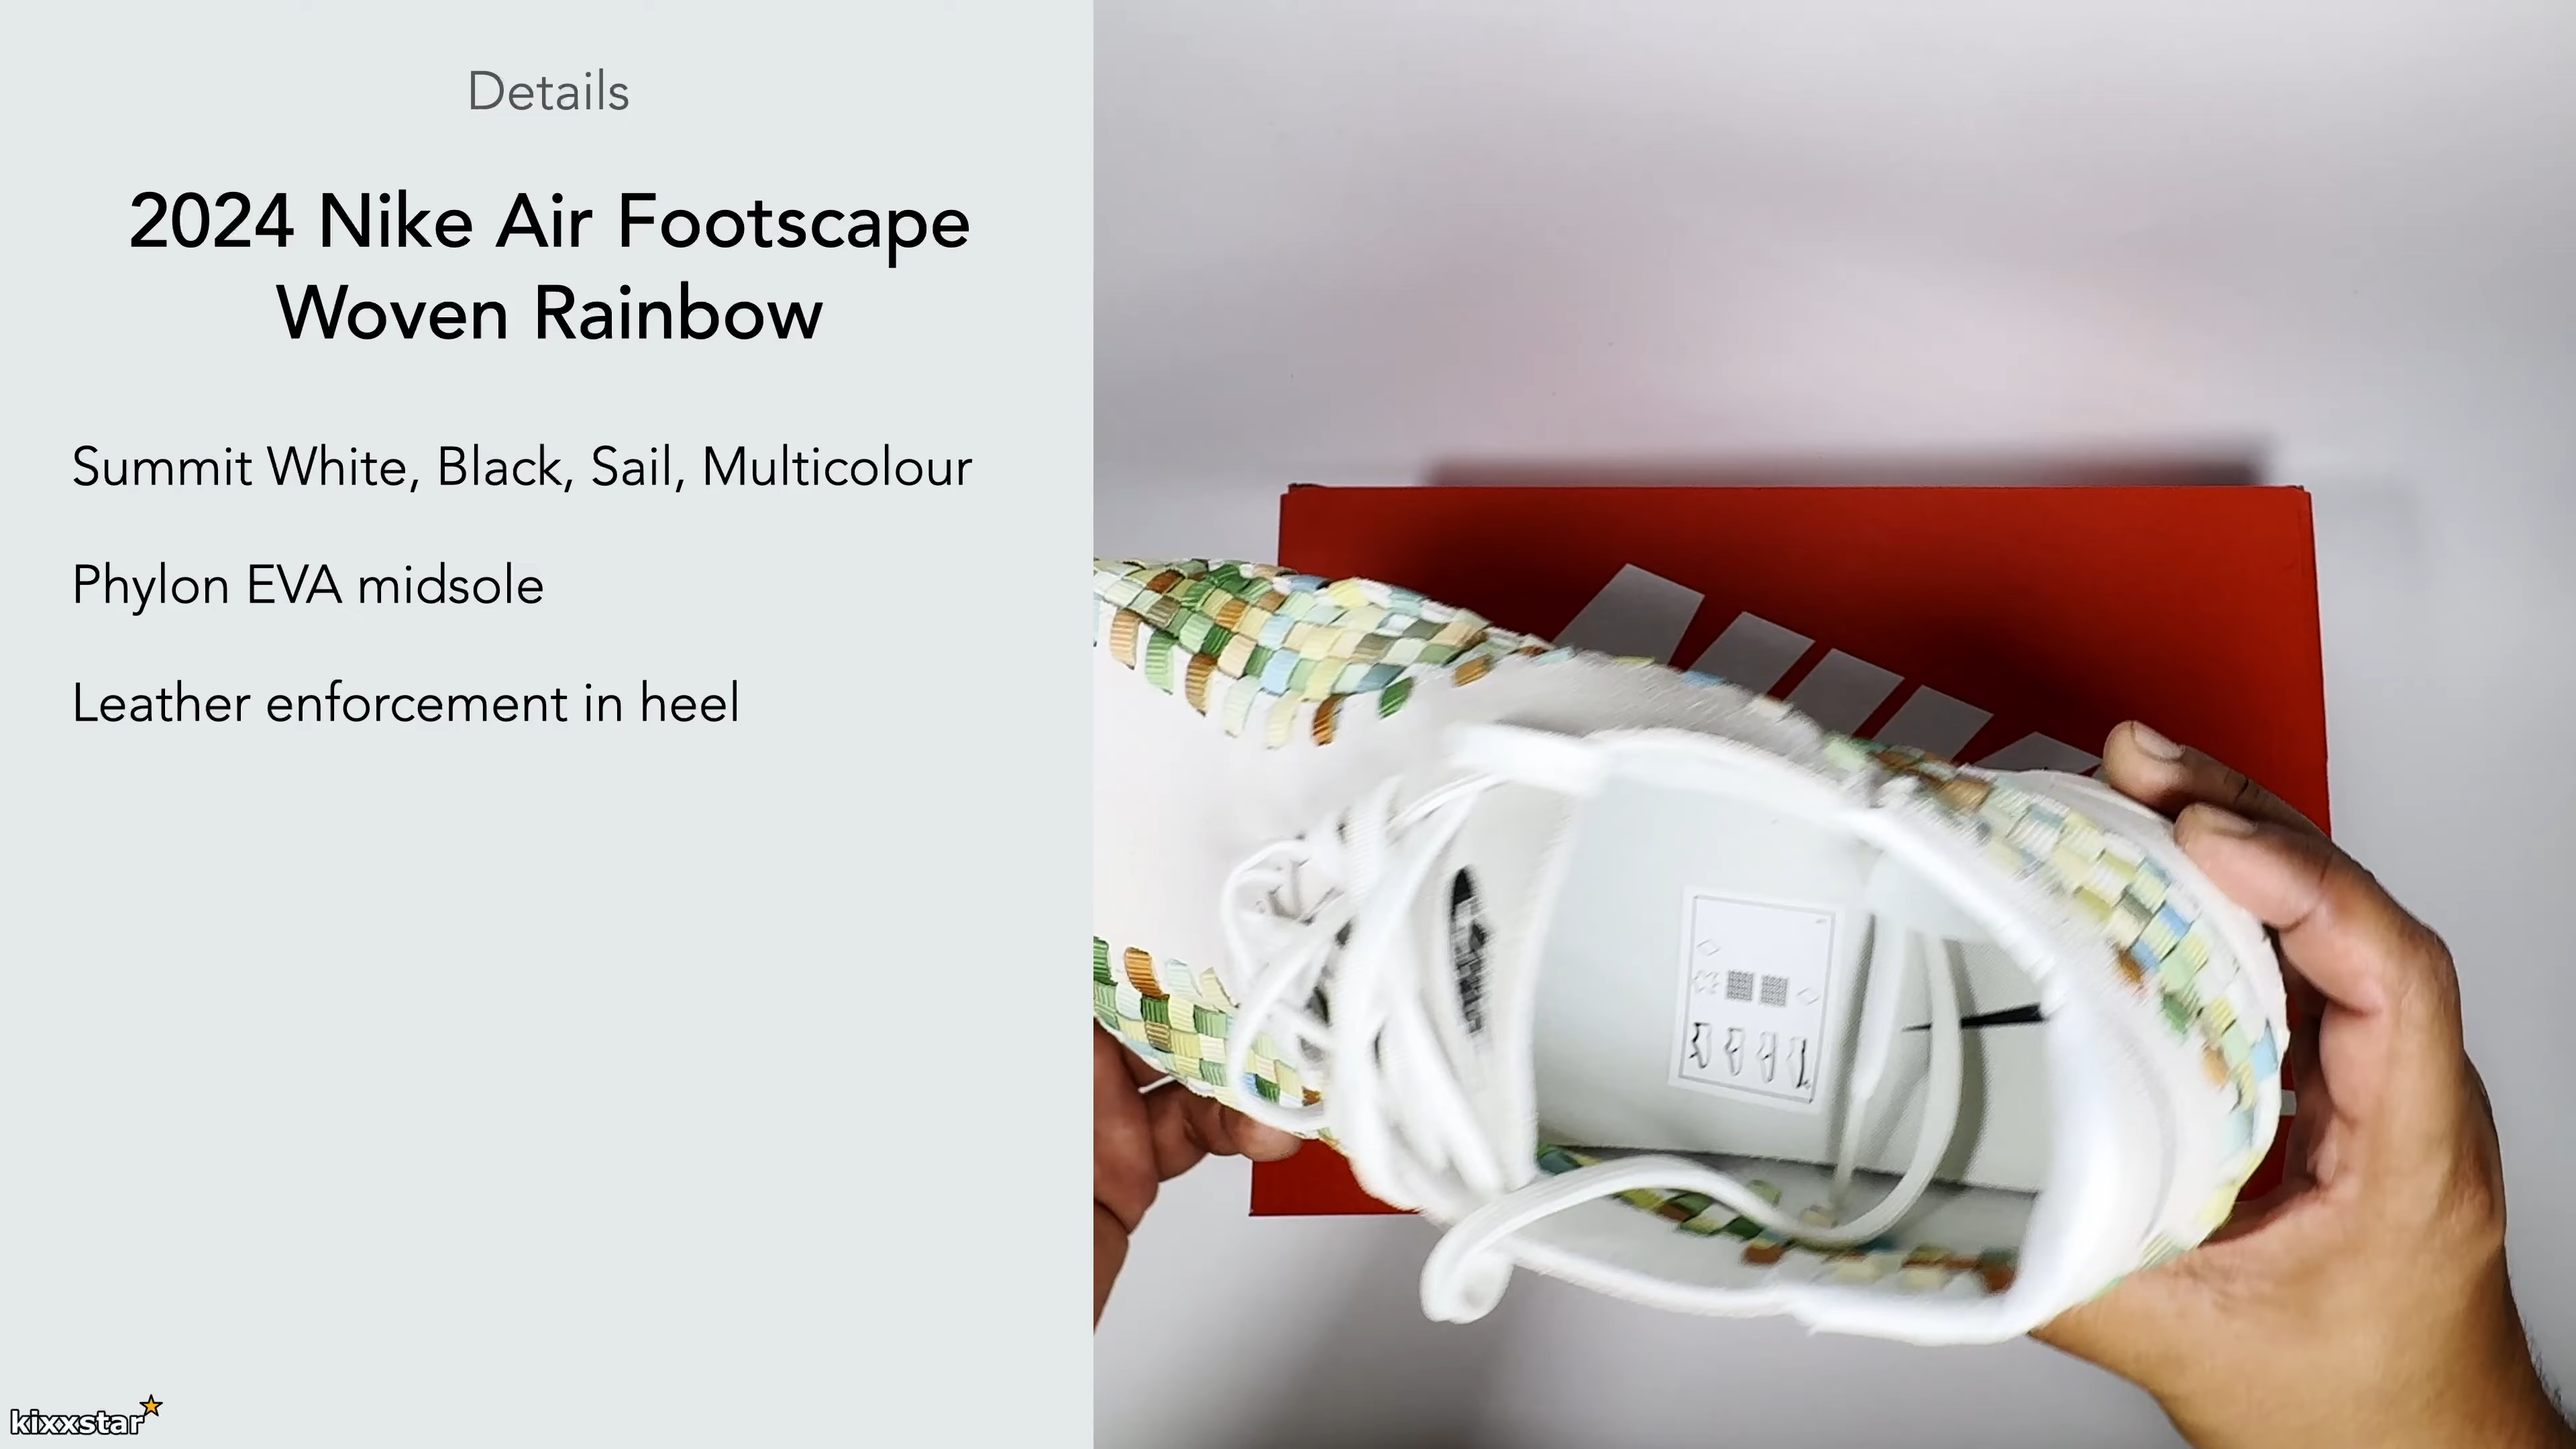 Details
2024 Nike Air Footscape
Woven Rainbow
Summit White, Black, Sail, Multicolour
Phylon EVA midsole
Leather enforcement in heel
kixxstar